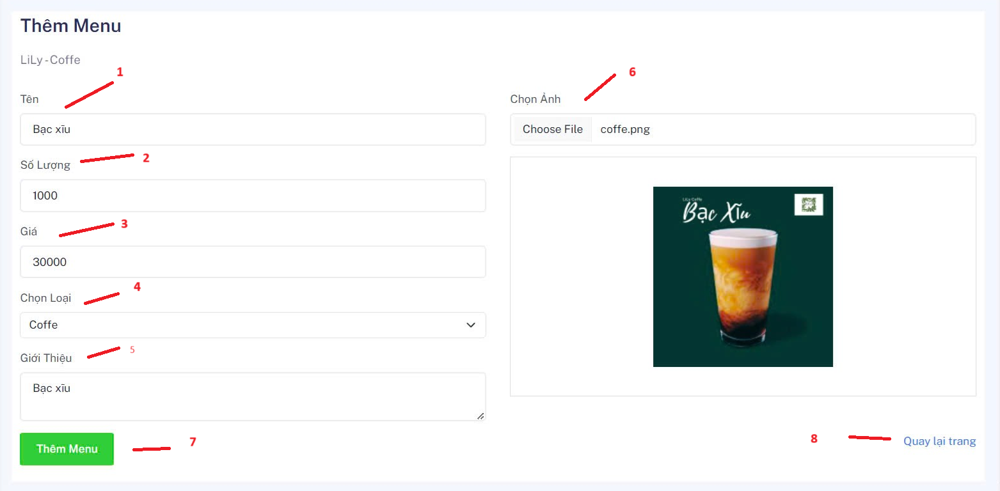 Thêm Menu
LiLy - Coffe
1
Tên
Bạc xĩu
2
Số Lượng
1000
3
Giá
30000
4
Chọn Loại
Coffe
5
Giới Thiệu
Bạc xĩu
Thêm Menu
7
6
Chọn Ảnh
Choose File
coffe.png
LiLy Coffe
Bạc Xĩu
8
Quay lại trang